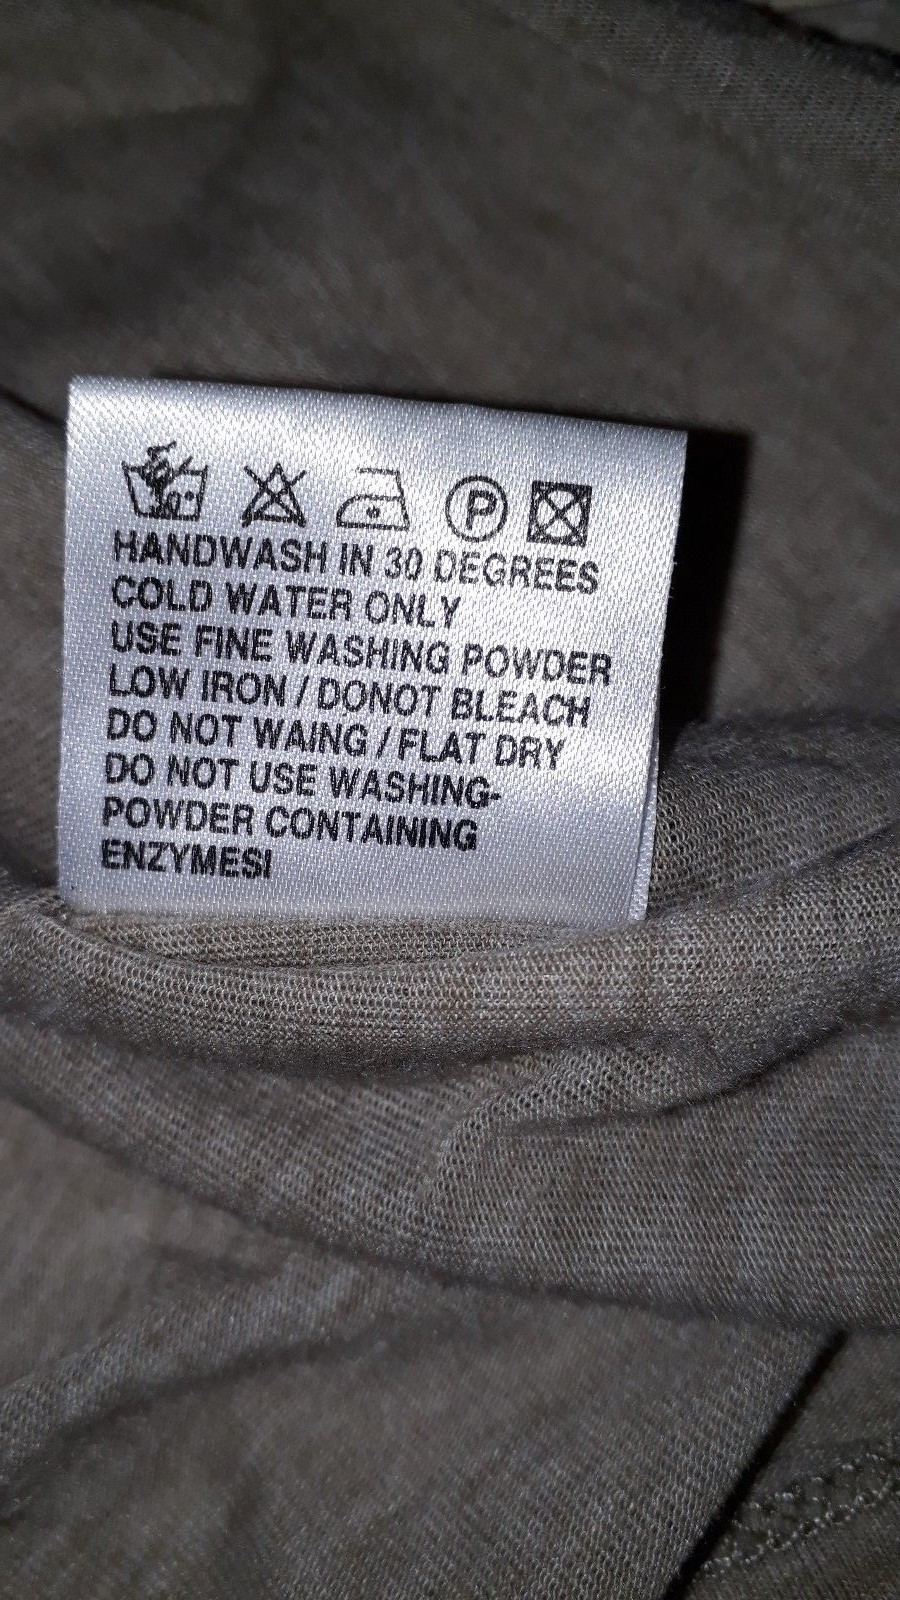 P
HANDWASH IN 30 DEGREES
COLD WATER ONLY
USE FINE WASHING POWDER
LOW IRON / DONOT BLEACH
DO NOT WAING / FLAT DRY
DO NOT USE WASHING-
POWDER CONTAINING
ENZYMESI